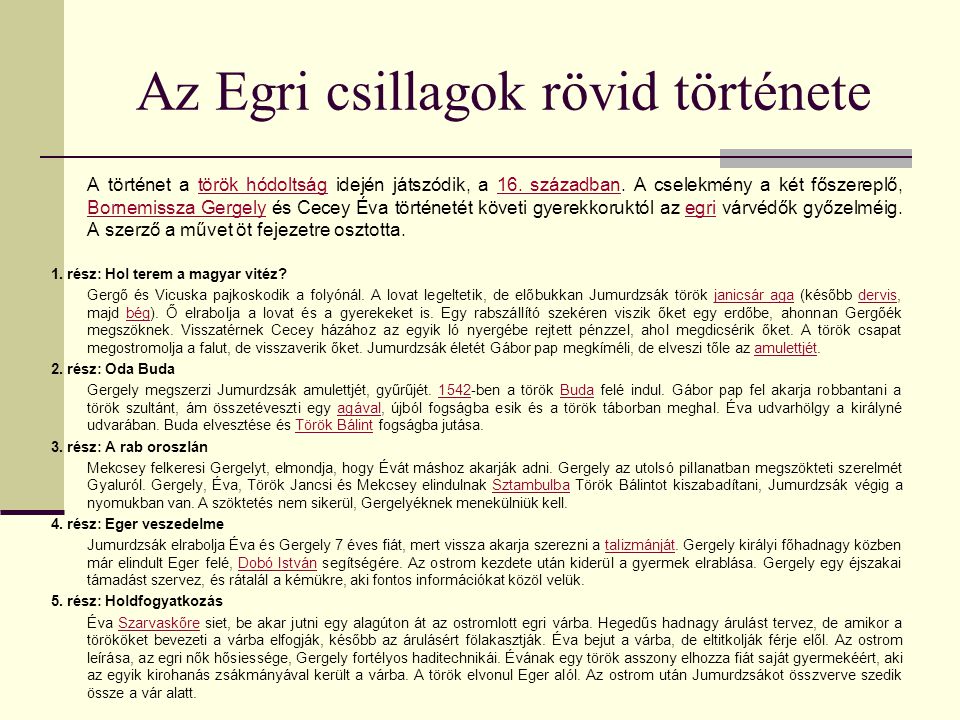 Az Egri csillagok rövid története
A történet a török hódoltság idején játszódik, a 16. században. A cselekmény a két főszereplő,
Bornemissza Gergely és Cecey Éva történetét követi gyerekkoruktól az egri várvédők győzelméig.
A szerző a művet öt fejezetre osztotta.
1. rész: Hol terem a magyar vitéz?
Gergő és Vicuska pajkoskodik a folyónál. A lovat legeltetik, de előbukkan Jumurdzsák török janicsár aga (később dervis,
majd bég). Ő elrabolja a lovat és a gyerekeket is. Egy rabszállító szekéren viszik őket egy erdőbe, ahonnan Gergőék
megszöknek. Visszatérnek Cecey házához az egyik ló nyergébe rejtett pénzzel, ahol megdicsérik őket. A török csapat
megostromolja a falut, de visszaverik őket. Jumurdzsák életét Gábor pap megkíméli, de elveszi tőle az amulettjét.
2. rész: Oda Buda
Gergely megszerzi Jumurdzsák amulettjét, gyűrűjét. 1542-ben a török Buda felé indul. Gábor pap fel akarja robbantani a
török szultánt, ám összetéveszti egy agával, újból fogságba esik és a török táborban meghal. Éva udvarhölgy a királyné
udvarában. Buda elvesztése és Török Bálint fogságba jutása.
3. rész: A rab oroszlán
Mekcsey felkeresi Gergelyt, elmondja, hogy Évát máshoz akarják adni. Gergely az utolsó pillanatban megszökteti szerelmét
Gyaluról. Gergely, Éva, Török Jancsi és Mekcsey elindulnak Sztambulba Török Bálintot kiszabadítani, Jumurdzsák végig a
nyomukban van. A szöktetés nem sikerül, Gergelyéknek menekülniük kell.
4. rész: Eger veszedelme
Jumurdzsák elrabolja Éva és Gergely 7 éves fiát, mert vissza akarja szerezni a talizmánját. Gergely királyi főhadnagy közben
már elindult Eger felé, Dobó István segítségére. Az ostrom kezdete után kiderül a gyermek elrablása. Gergely egy éjszakai
támadást szervez, és rátalál a kémükre, aki fontos információkat közöl velük.
5. rész: Holdfogyatkozás
Éva Szarvaskőre siet, be akar jutni egy alagúton át az ostromlott egri várba. Hegedűs hadnagy árulást tervez, de amikor a
törököket bevezeti a várba elfogják, később az árulásért fölakasztják. Éva bejut a várba, de eltitkolják férje elől. Az ostrom
leírása, az egri nők hősiessége, Gergely fortélyos haditechnikái. Évának egy török asszony elhozza fiát saját gyermekéért, aki
az egyik kirohanás zsákmányával került a várba. A török elvonul Eger alól. Az ostrom után Jumurdzsákot összverve szedik
össze a vár alatt.